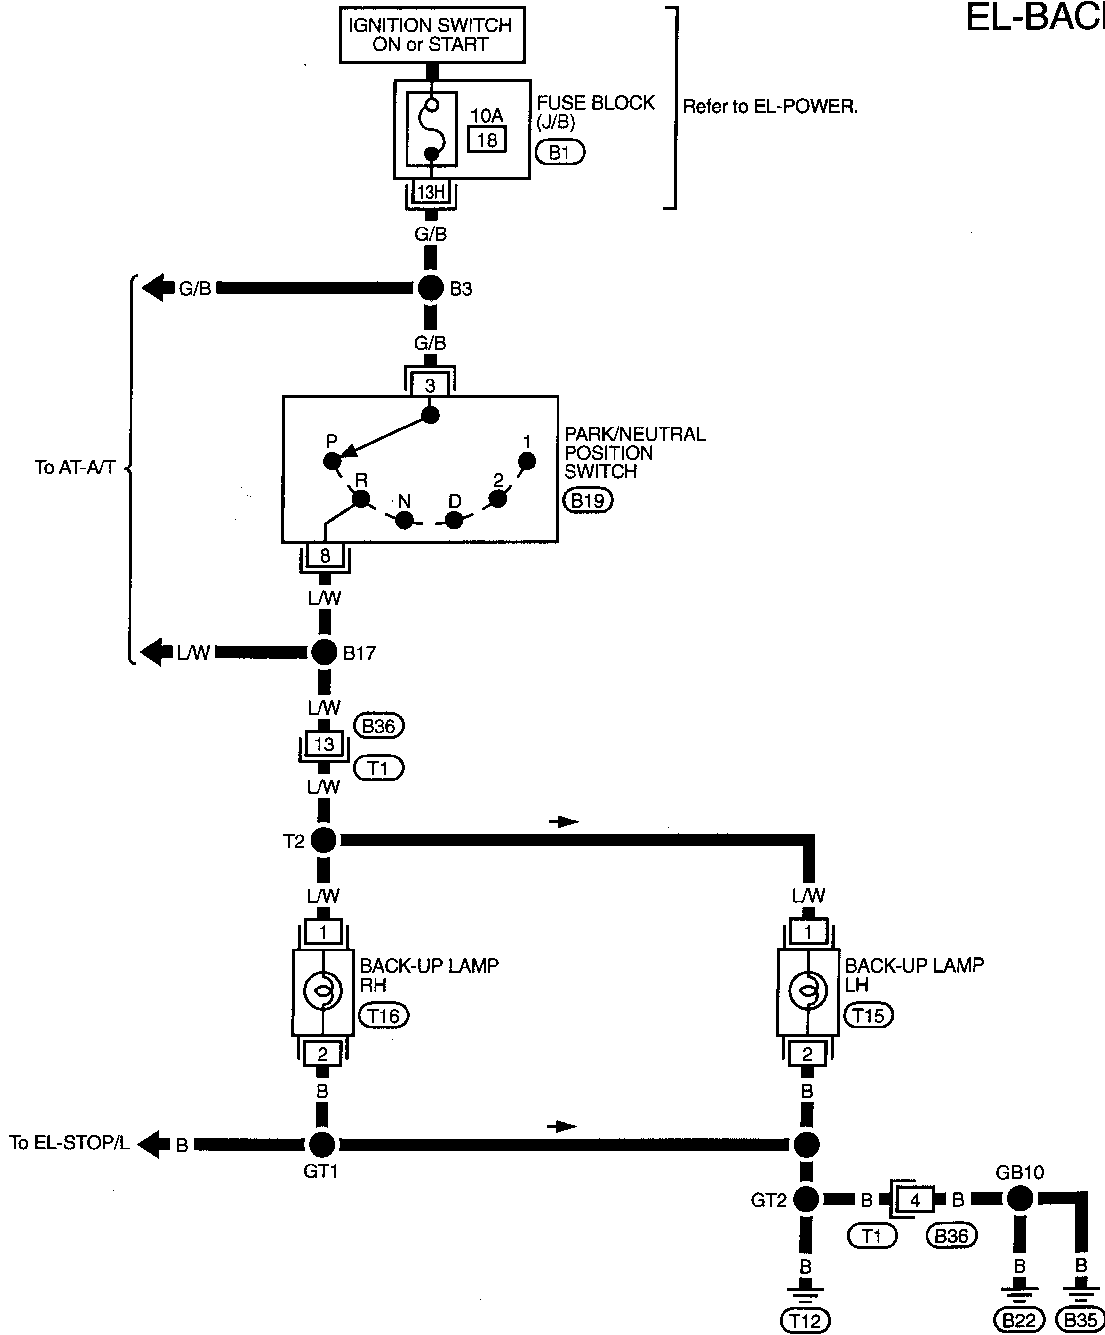 EL-BACK
IGNITION SWITCH
ON or START
FUSE BLOCK
(J/B)
10A
18
B1
Refer to EL-POWER.
13H
G/B
G/B
B3
G/B
3
To AT-A/T
P
R
N
D
2
1
PARK/NEUTRAL
POSITION
SWITCH
B19
8
L/W
L/W
B17
L/W
B36
13
T1
L/W
T2
L/W
L/W
1
1
BACK-UP LAMP
RH
T16
BACK-UP LAMP
LH
T15
2
2
B
B
To EL-STOP/L
B
GT1
GT2
B
4
B
GB10
T1
B36
B
B
B
T12
B22
B35